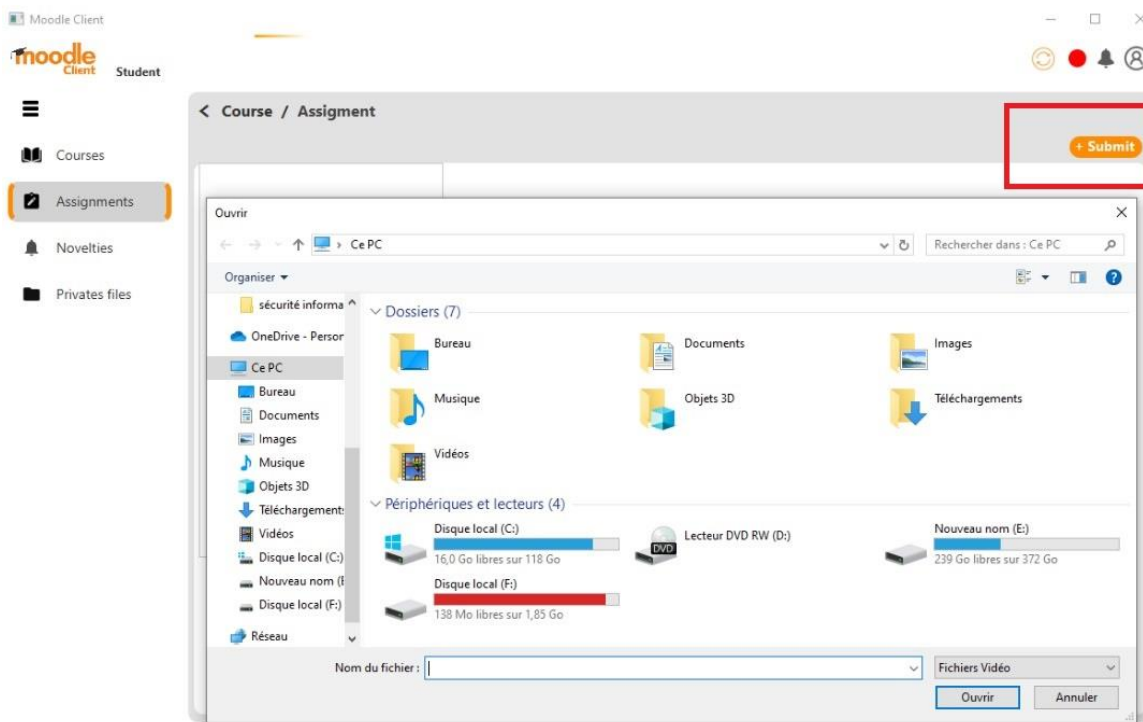 Moodle Client
moodle
Client
Student
< Course / Assigment
+ Submit
Courses
Assignments
Novelties
Privates files
Ouvrir
Ce PC
Rechercher dans : Ce PC
Organiser
sécurité informa
OneDrive - Person
Ce PC
Bureau
Documents
Images
Musique
Objets 3D
Téléchargements
Vidéos
Disque local (C:)
Nouveau nom (E
Disque local (F:)
Réseau
Dossiers (7)
Bureau
Documents
Images
Musique
Objets 3D
Téléchargements
Vidéos
Périphériques et lecteurs (4)
Disque local (C:)
16,0 Go libres sur 118 Go
Lecteur DVD RW (D:)
DVD
Nouveau nom (E:)
239 Go libres sur 372 Go
Disque local (F:)
138 Mo libres sur 1,85 Go
Nom du fichier :
Fichiers Vidéo
Ouvrir
Annuler